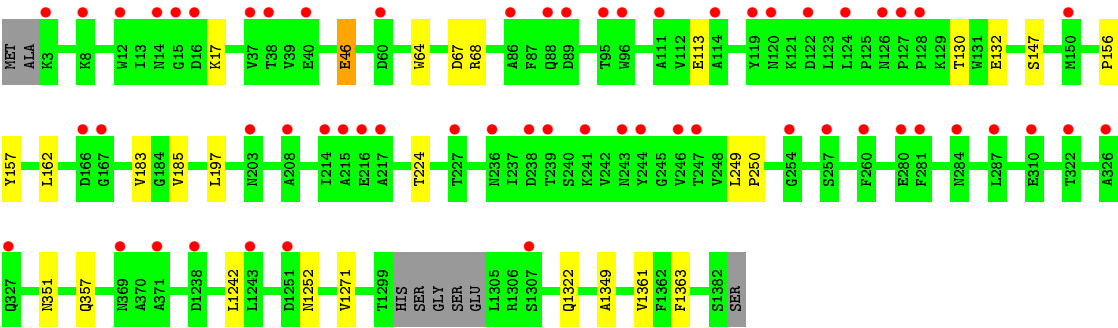 MET ALA K3 K8 W12 I13 N14 G15 D16 K17 V37 T38 V39 E40 E46 D60 W64 D67 R68 A86 F87 Q88 D89 T95 W96 A111 V112 E113 A114 Y119 N120 K121 D122 L123 L124 P125 N126 P127 P128 K129 T130 W131 E132 S147 M150 P156
Y157 L162 D166 G167 V183 G184 V185 L197 N203 A208 I214 A215 E216 A217 T224 T227 N236 I237 D238 T239 S240 K241 V242 N243 Y244 G245 V246 T247 V248 L249 P250 G254 S257 F260 E280 F281 N284 L287 E310 T322 A326
Q327 N351 Q357 N369 A370 A371 D1238 L1242 L1243 D1251 N1252 V1271 T1299 HIS SER GLY SER GLU L1305 R1306 S1307 Q1322 A1349 V1361 F1362 F1363 S1382 SER